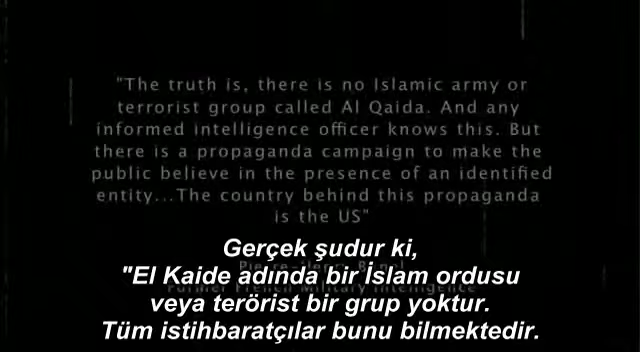 "The truth is, there is no Islamic army or
terrorist group called Al Qaida. And any
informed intelligence officer knows this. But
there is a propaganda campaign to make the
public believe in the presence of an identified
entity...The country behind this propaganda
is the US"
Gerçek şudur ki,
"El Kaide adında bir İslam ordusu
veya terörist bir grup yoktur.
Tüm istihbaratçılar bunu bilmektedir.